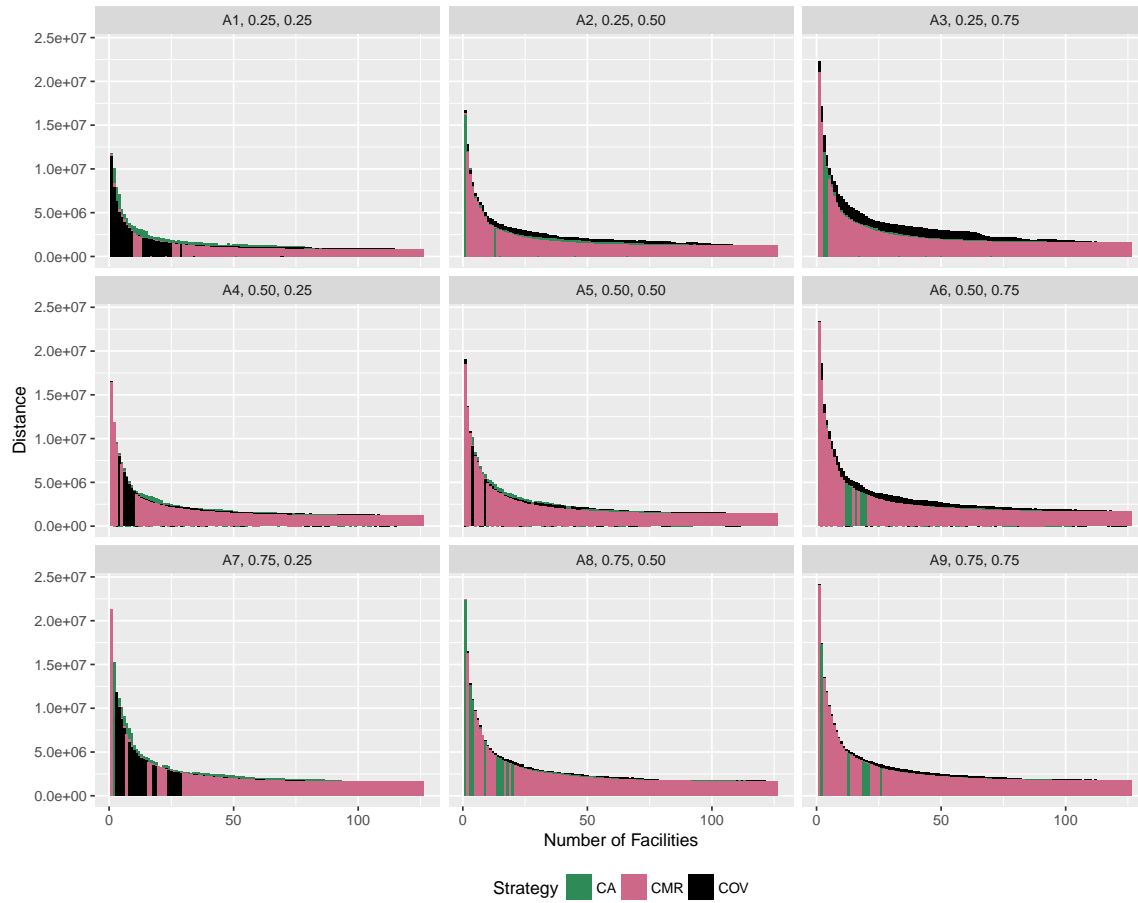 A1, 0.25, 0.25
A2, 0.25, 0.50
A3, 0.25, 0.75
2.5e+07
2.0e+07
1.5e+07
1.0e+07
5.0e+06
0.0e+00
A4, 0.50, 0.25
A5, 0.50, 0.50
A6, 0.50, 0.75
2.5e+07
2.0e+07
1.5e+07
1.0e+07
5.0e+06
0.0e+00
Distance
A7, 0.75, 0.25
A8, 0.75, 0.50
A9, 0.75, 0.75
2.5e+07
2.0e+07
1.5e+07
1.0e+07
5.0e+06
0.0e+00
0 50 100 0 50 100 0 50 100
Number of Facilities
Strategy CA CMR COV